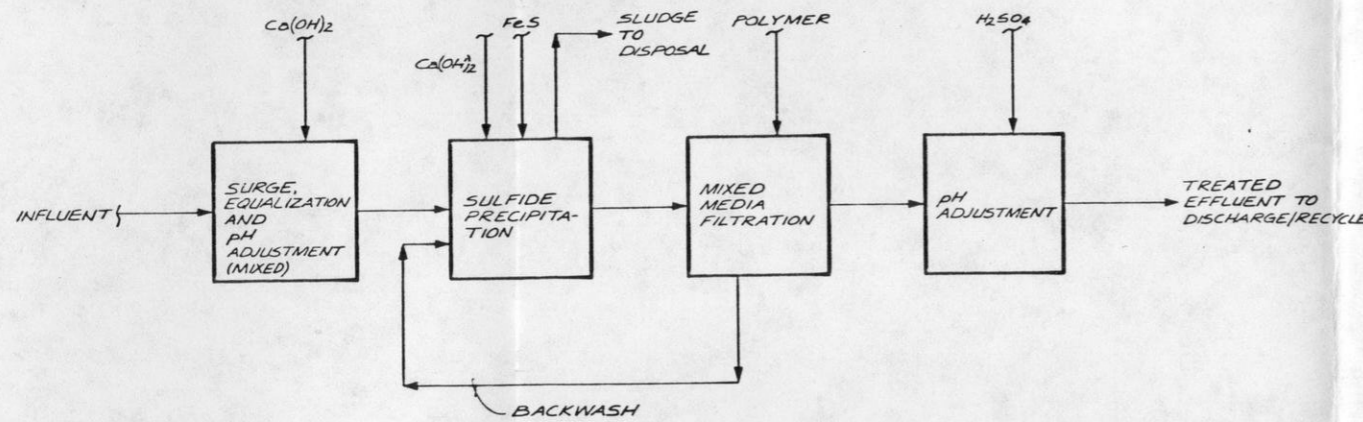 Ca(OH)2
FeS
Ca(OH)2
SLUDGE
TO
DISPOSAL
POLYMER
H2SO4
INFLUENT
SURGE,
EQUALIZATION
AND
pH
ADJUSTMENT
(MIXED)
SULFIDE
PRECIPITA-
TION
MIXED
MEDIA
FILTRATION
pH
ADJUSTMENT
TREATED
EFFLUENT TO
DISCHARGE/RECYCLE
BACKWASH